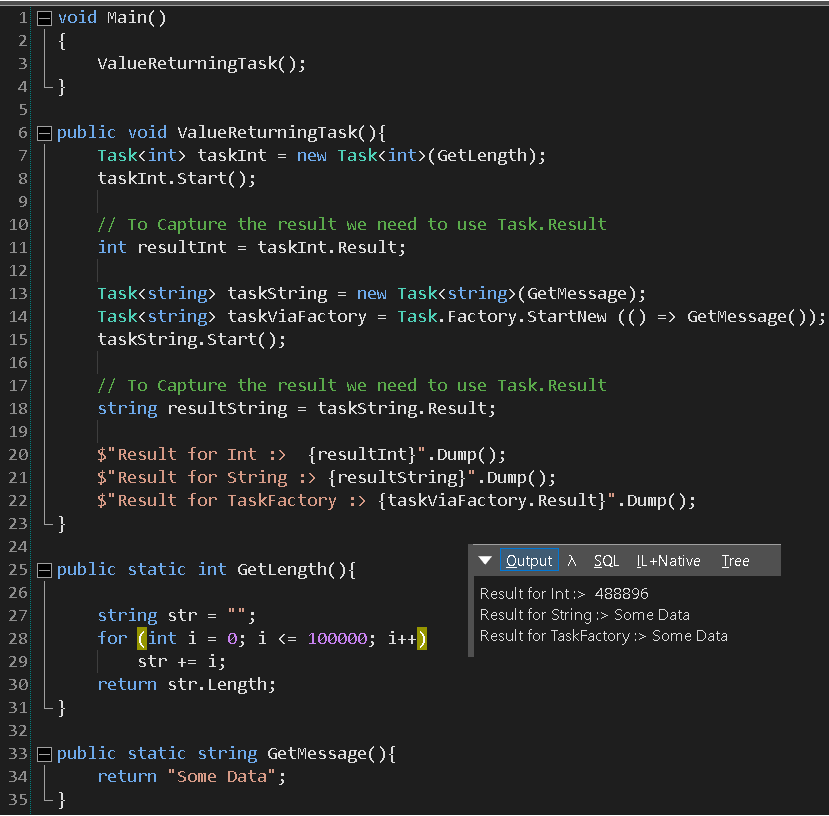 1 void Main()
2 {
3 ValueReturningTask();
4 }
5
6 public void ValueReturningTask(){
7 Task<int> taskInt = new Task<int>(GetLength);
8 taskInt.Start();
9
10 // To Capture the result we need to use Task.Result
11 int resultInt = taskInt.Result;
12
13 Task<string> taskString = new Task<string>(GetMessage);
14 Task<string> taskViaFactory = Task.Factory.StartNew (() => GetMessage());
15 taskString.Start();
16
17 // To Capture the result we need to use Task.Result
18 string resultString = taskString.Result;
19
20 $"Result for Int :>  {resultInt}".Dump();
21 $"Result for String :> {resultString}".Dump();
22 $"Result for TaskFactory :> {taskViaFactory.Result}".Dump();
23 }
24
25 public static int GetLength(){
26
27 string str = "";
28 for (int i = 0; i <= 100000; i++)
29 str += i;
30 return str.Length;
31 }
32
33 public static string GetMessage(){
34 return "Some Data";
35 }
Output λ SQL IL+Native Tree
Result for Int :>  488896
Result for String :> Some Data
Result for TaskFactory :> Some Data